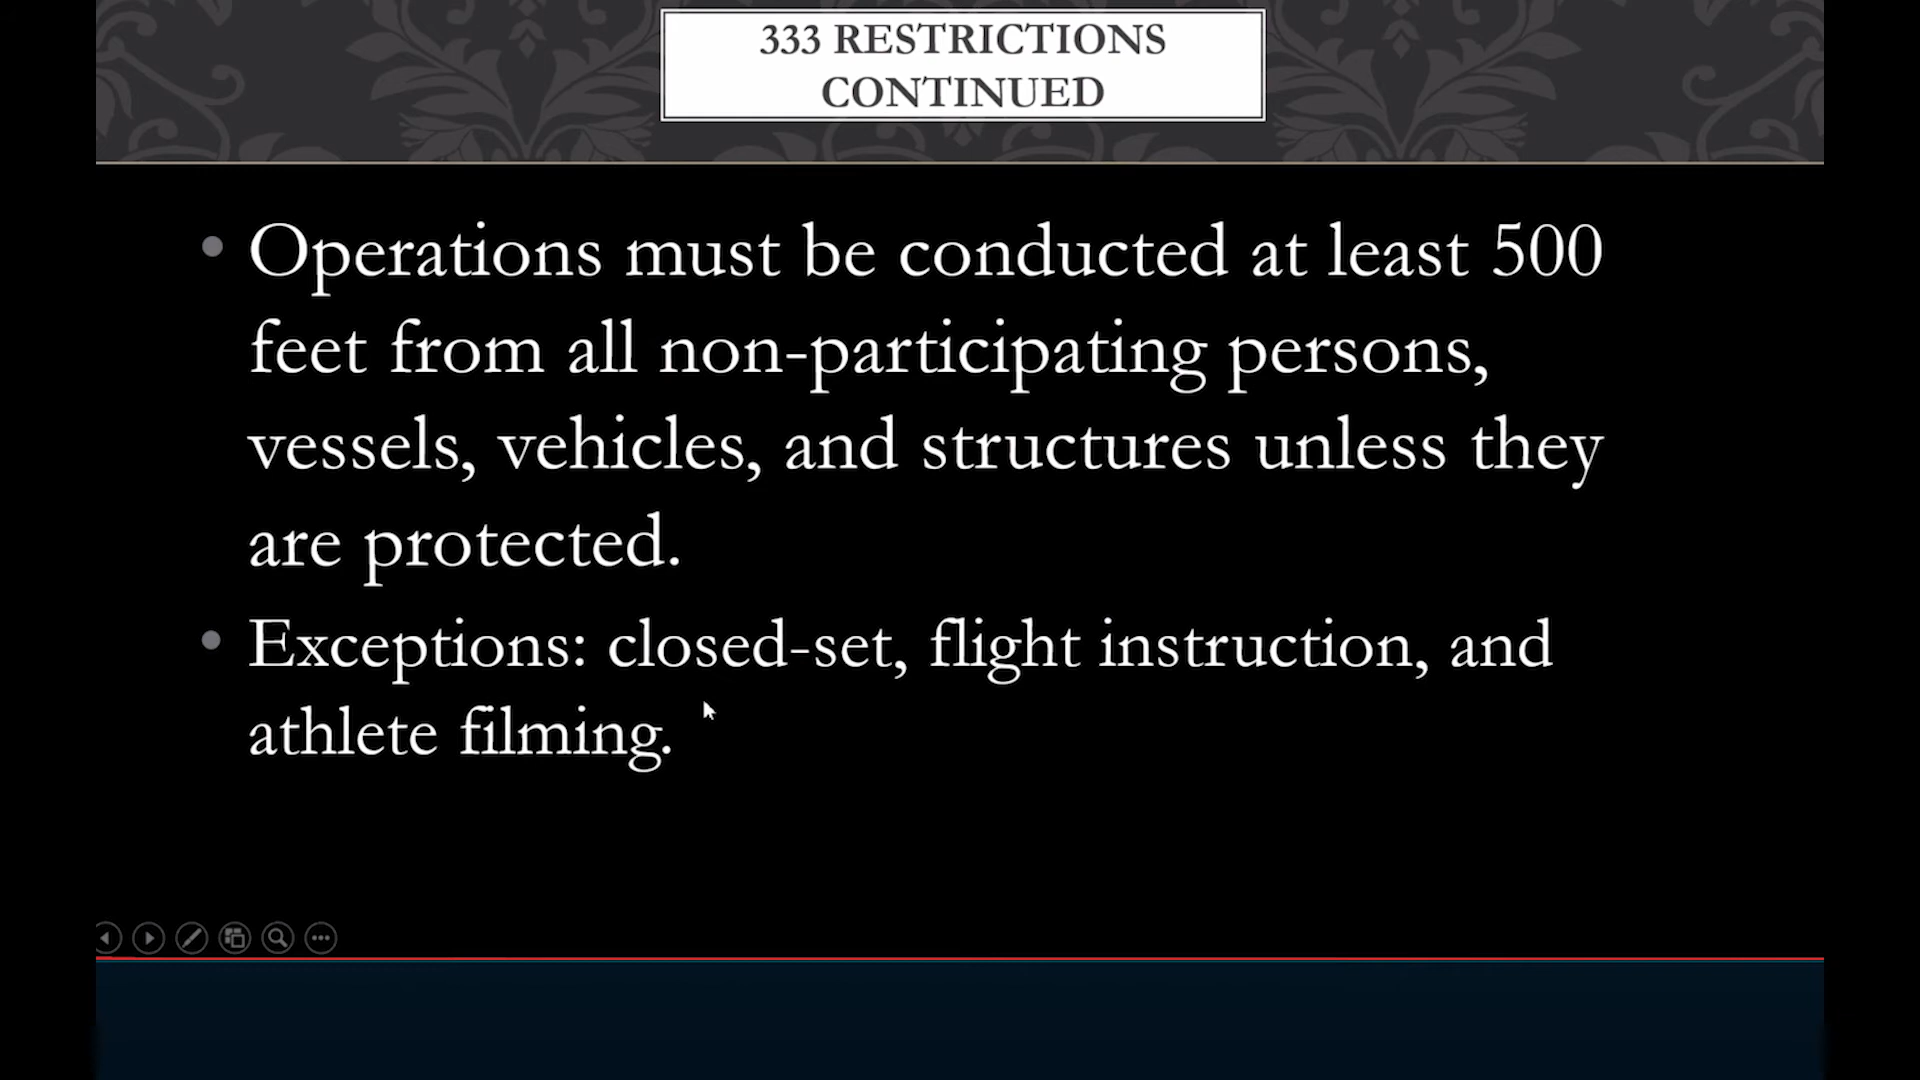 333 RESTRICTIONS
CONTINUED
Operations must be conducted at least 500
feet from all non-participating persons,
vessels, vehicles, and structures unless they
are protected.
Exceptions: closed-set, flight instruction, and
athlete filming.